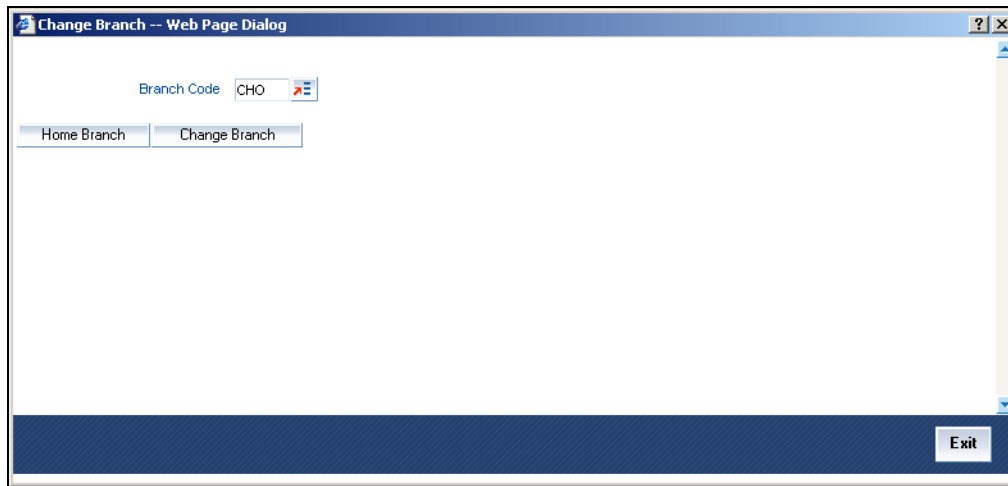 Change Branch -- Web Page Dialog
Branch Code CHO
Home Branch Change Branch
Exit